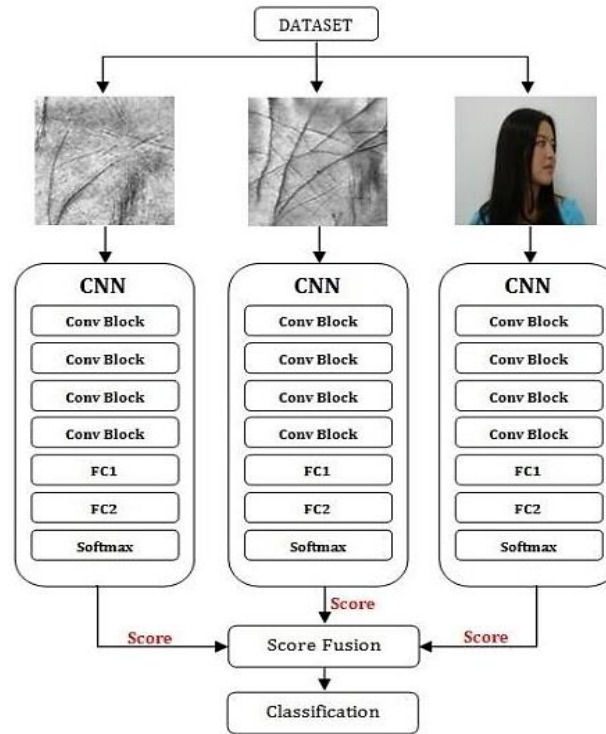 DATASET
CNN
Conv Block
Conv Block
Conv Block
Conv Block
FC1
FC2
Softmax
CNN
Conv Block
Conv Block
Conv Block
Conv Block
FC1
FC2
Softmax
CNN
Conv Block
Conv Block
Conv Block
Conv Block
FC1
FC2
Softmax
Score
Score
Score
Score Fusion
Classification